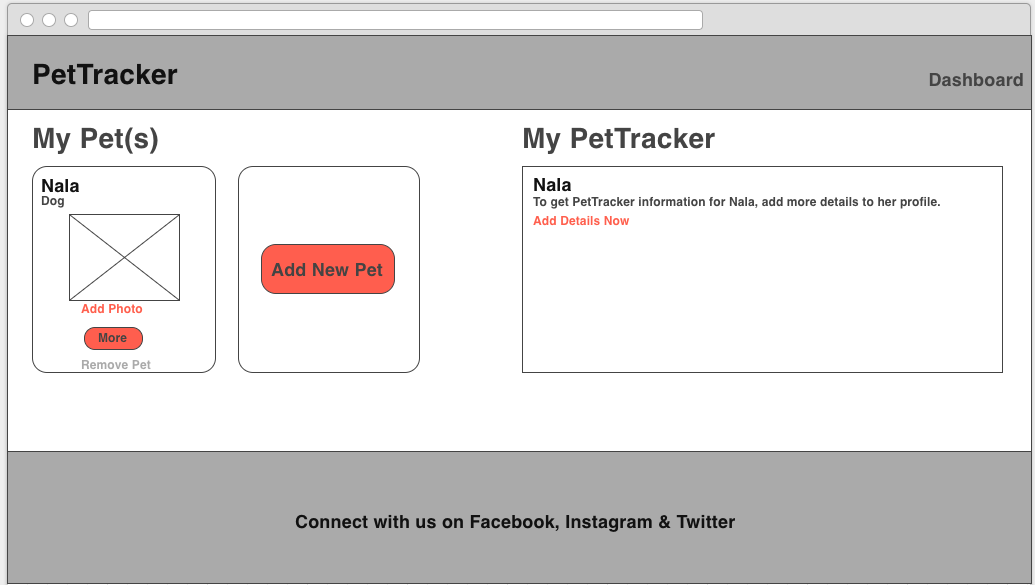 PetTracker
Dashboard
My Pet(s)
Nala
Dog
Add Photo
More
Remove Pet
Add New Pet
My PetTracker
Nala
To get PetTracker information for Nala, add more details to her profile.
Add Details Now
Connect with us on Facebook, Instagram & Twitter